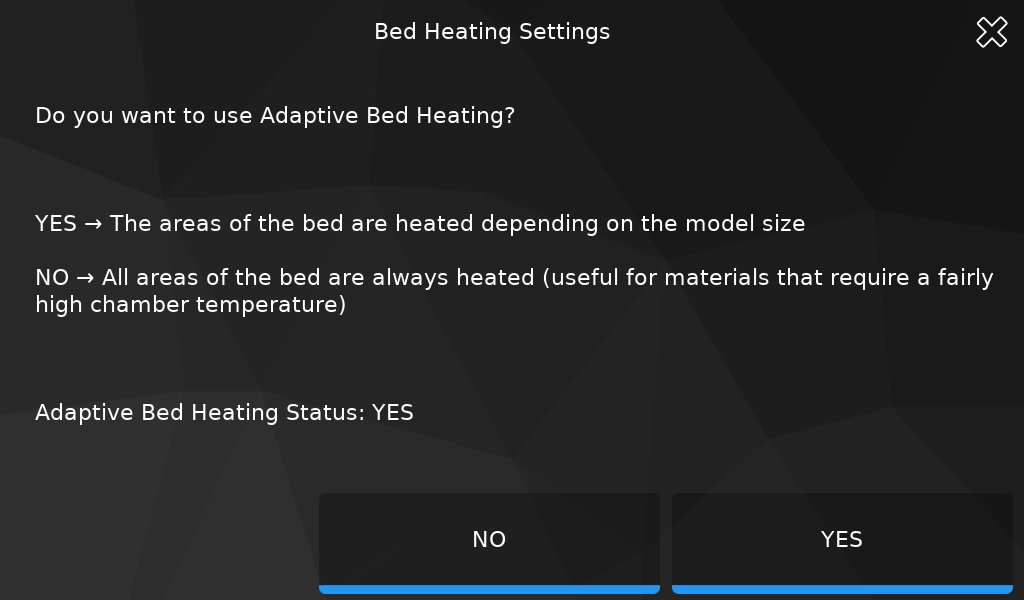 Bed Heating Settings
Do you want to use Adaptive Bed Heating?
YES → The areas of the bed are heated depending on the model size
NO → All areas of the bed are always heated (useful for materials that require a fairly
high chamber temperature)
Adaptive Bed Heating Status: YES
NO
YES